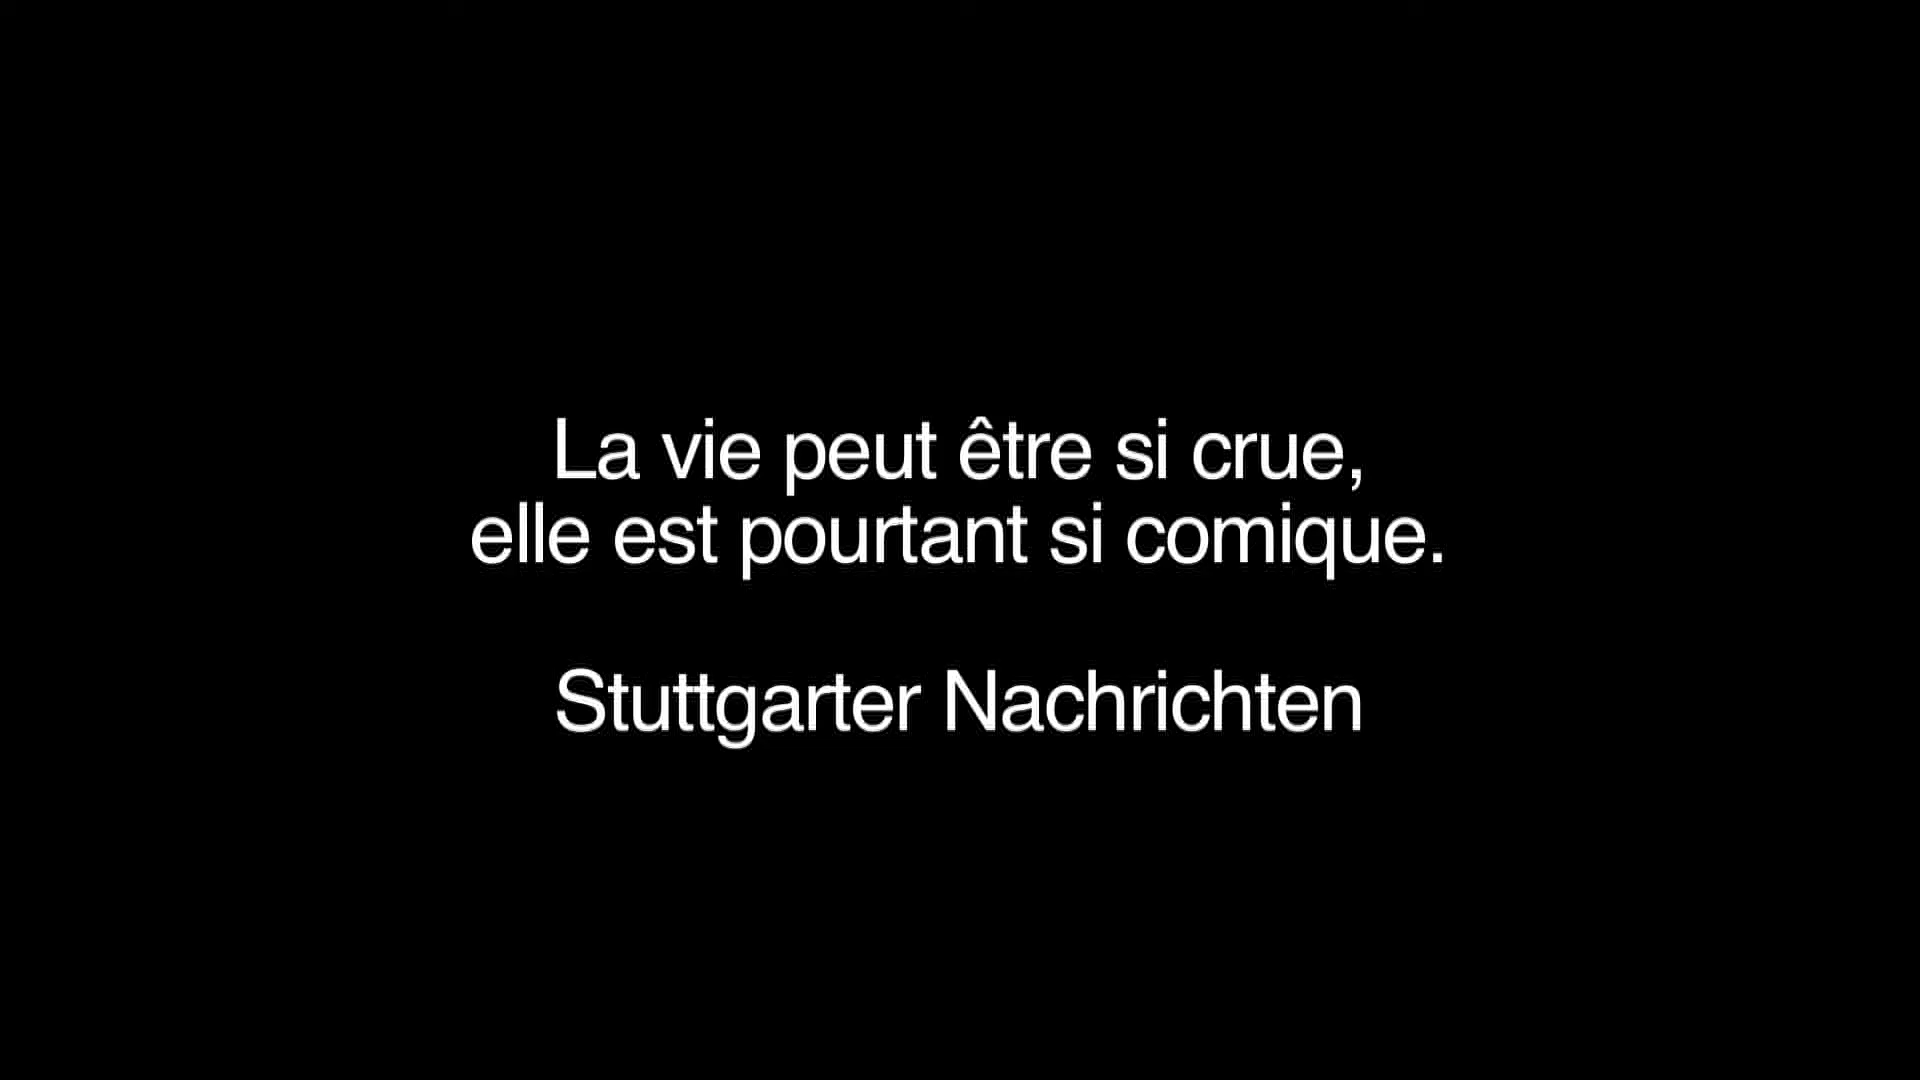 La vie peut être si crue,
elle est pourtant si comique.
Stuttgarter Nachrichten